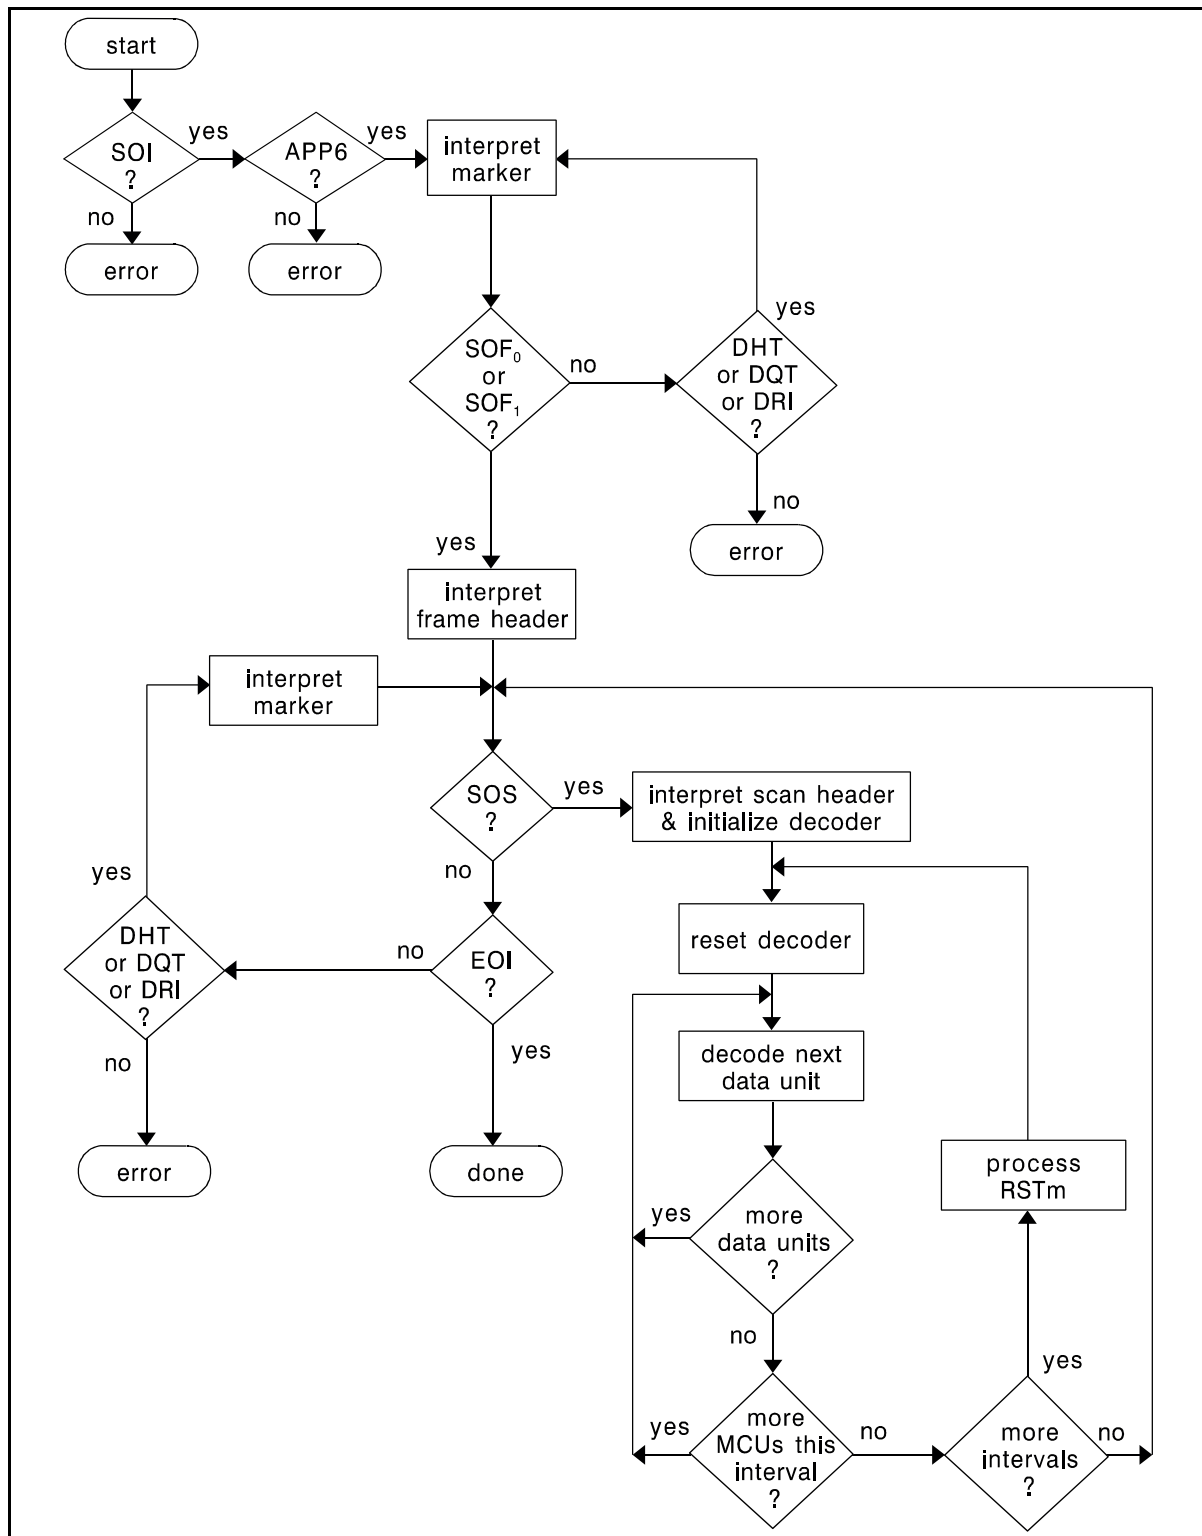 start
yes
yes
SOI
?
APP6
?
interpret
marker
no
no
error
error
yes
SOF0
or
SOF1
?
no
DHT
or DQT
or DRI
?
no
error
yes
interpret
frame header
interpret
marker
SOS
?
yes
interpret scan header
& initialize decoder
no
yes
DHT
or DQT
or DRI
?
no
EOI
?
reset decoder
no
yes
decode next
data unit
error
done
process
RSTm
yes
more
data units
?
no
yes
yes
more
MCUs this
interval
?
no
more
intervals
?
no